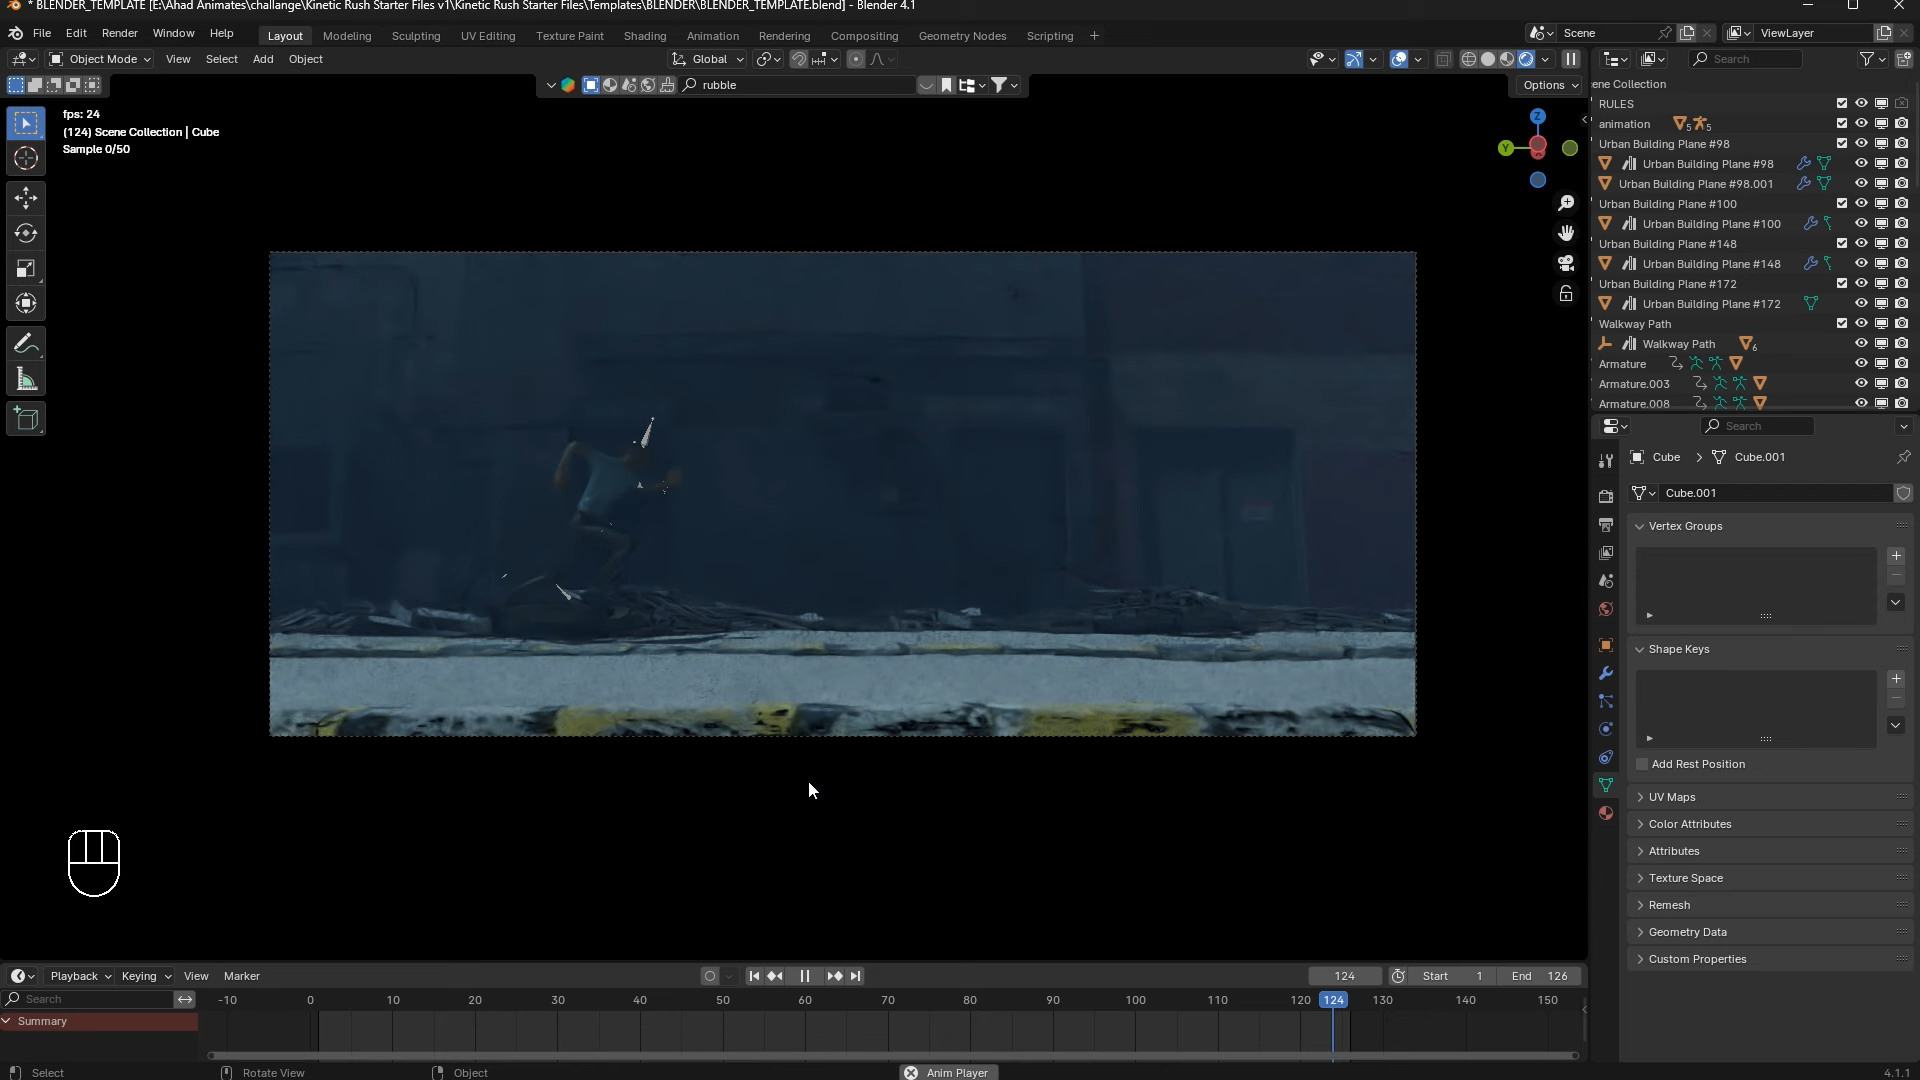 * BLENDER_TEMPLATE [E:\Ahad Animates\challange\Kinetic Rush Starter Files v1\Kinetic Rush Starter Files\Templates\BLENDER\BLENDER_TEMPLATE.blend] - Blender 4.1
File Edit Render Window Help Layout Modeling Sculpting UV Editing Texture Paint Shading Animation Rendering Compositing Geometry Nodes Scripting + Scene ViewLayer
Object Mode View Select Add Object Global Search
rubble Options
fps: 24
(124) Scene Collection | Cube
Sample 0/50
Z
Y
ene Collection
RULES
animation 5 5
Urban Building Plane #98
Urban Building Plane #98
Urban Building Plane #98.001
Urban Building Plane #100
Urban Building Plane #100
Urban Building Plane #148
Urban Building Plane #148
Urban Building Plane #172
Urban Building Plane #172
Walkway Path
Walkway Path 6
Armature
Armature.003
Armature.008
Search
Cube > Cube.001
Cube.001
Vertex Groups
Shape Keys
Add Rest Position
UV Maps
Color Attributes
Attributes
Texture Space
Remesh
Geometry Data
Custom Properties
Playback Keying View Marker 124 Start 1 End 126
Search -10 0 10 20 30 40 50 60 70 80 90 100 110 120 124 130 140 150
Summary
Select Rotate View Object Anim Player 4.1.1